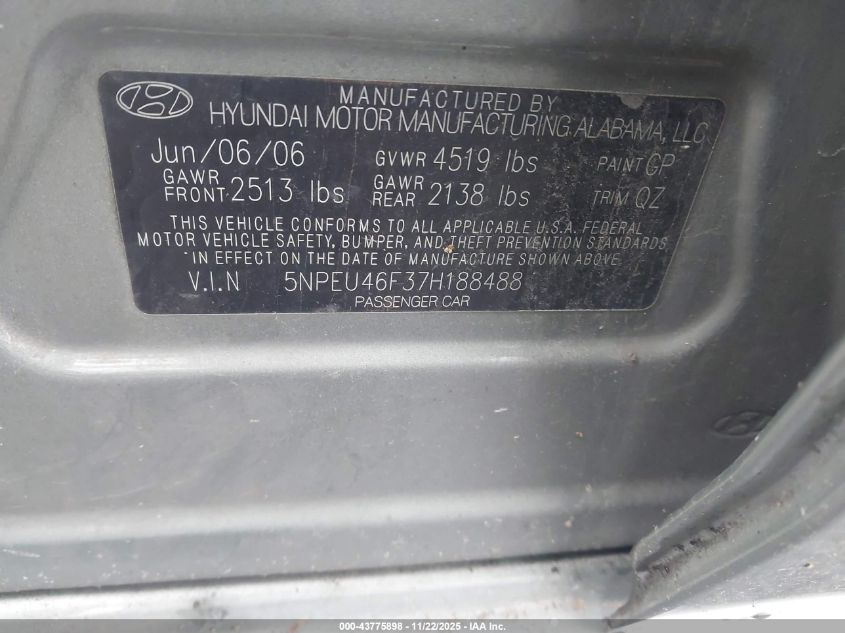 MANUFACTURED BY
HYUNDAI MOTOR MANUFACTURING ALABAMA, LLC
Jun/06/06 GVWR 4519 lbs PAINT GP
GAWR FRONT 2513 lbs GAWR REAR 2138 lbs TRIM QZ
THIS VEHICLE CONFORMS TO ALL APPLICABLE U.S.A. FEDERAL
MOTOR VEHICLE SAFETY, BUMPER, AND THEFT PREVENTION STANDARDS
IN EFFECT ON THE DATE OF MANUFACTURE SHOWN ABOVE.
V.I.N 5NPEU46F37H188488
PASSENGER CAR
000-43775898 - 11/22/2025 - IAA Inc.